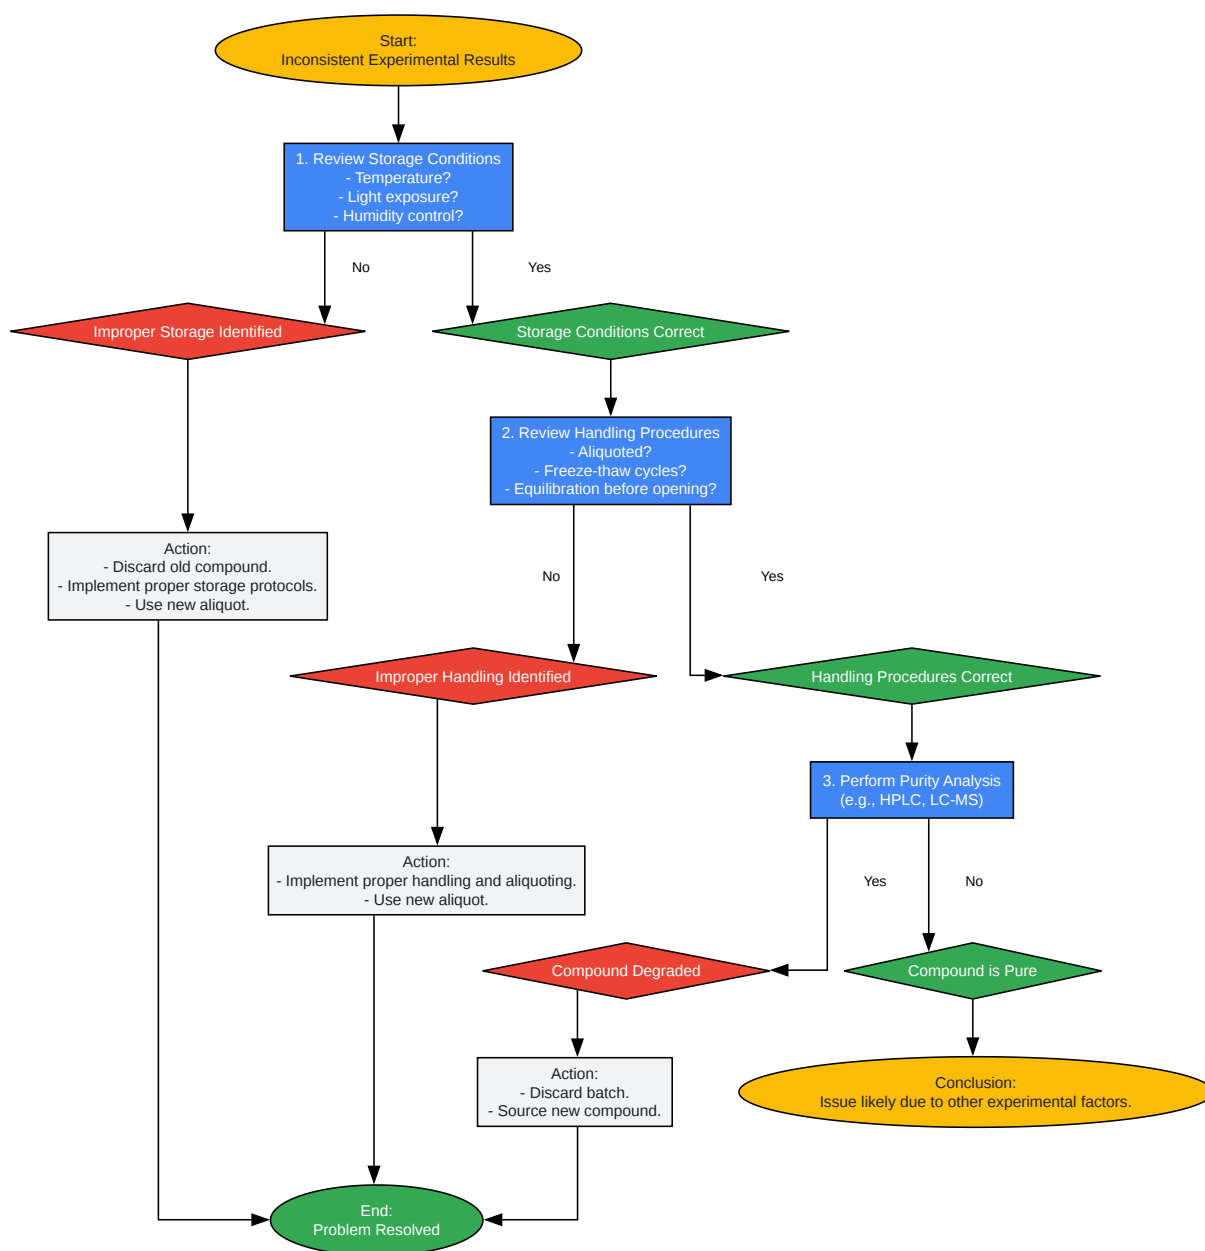 Start:
Inconsistent Experimental Results
1. Review Storage Conditions
- Temperature?
- Light exposure?
- Humidity control?
No
Yes
Improper Storage Identified
Storage Conditions Correct
2. Review Handling Procedures
- Aliquoted?
- Freeze-thaw cycles?
- Equilibration before opening?
Action:
- Discard old compound.
- Implement proper storage protocols.
- Use new aliquot.
No
Yes
Improper Handling Identified
Handling Procedures Correct
3. Perform Purity Analysis
(e.g., HPLC, LC-MS)
Action:
- Implement proper handling and aliquoting.
- Use new aliquot.
Yes
No
Compound Degraded
Compound is Pure
Action:
- Discard batch.
- Source new compound.
Conclusion:
Issue likely due to other experimental factors.
End:
Problem Resolved